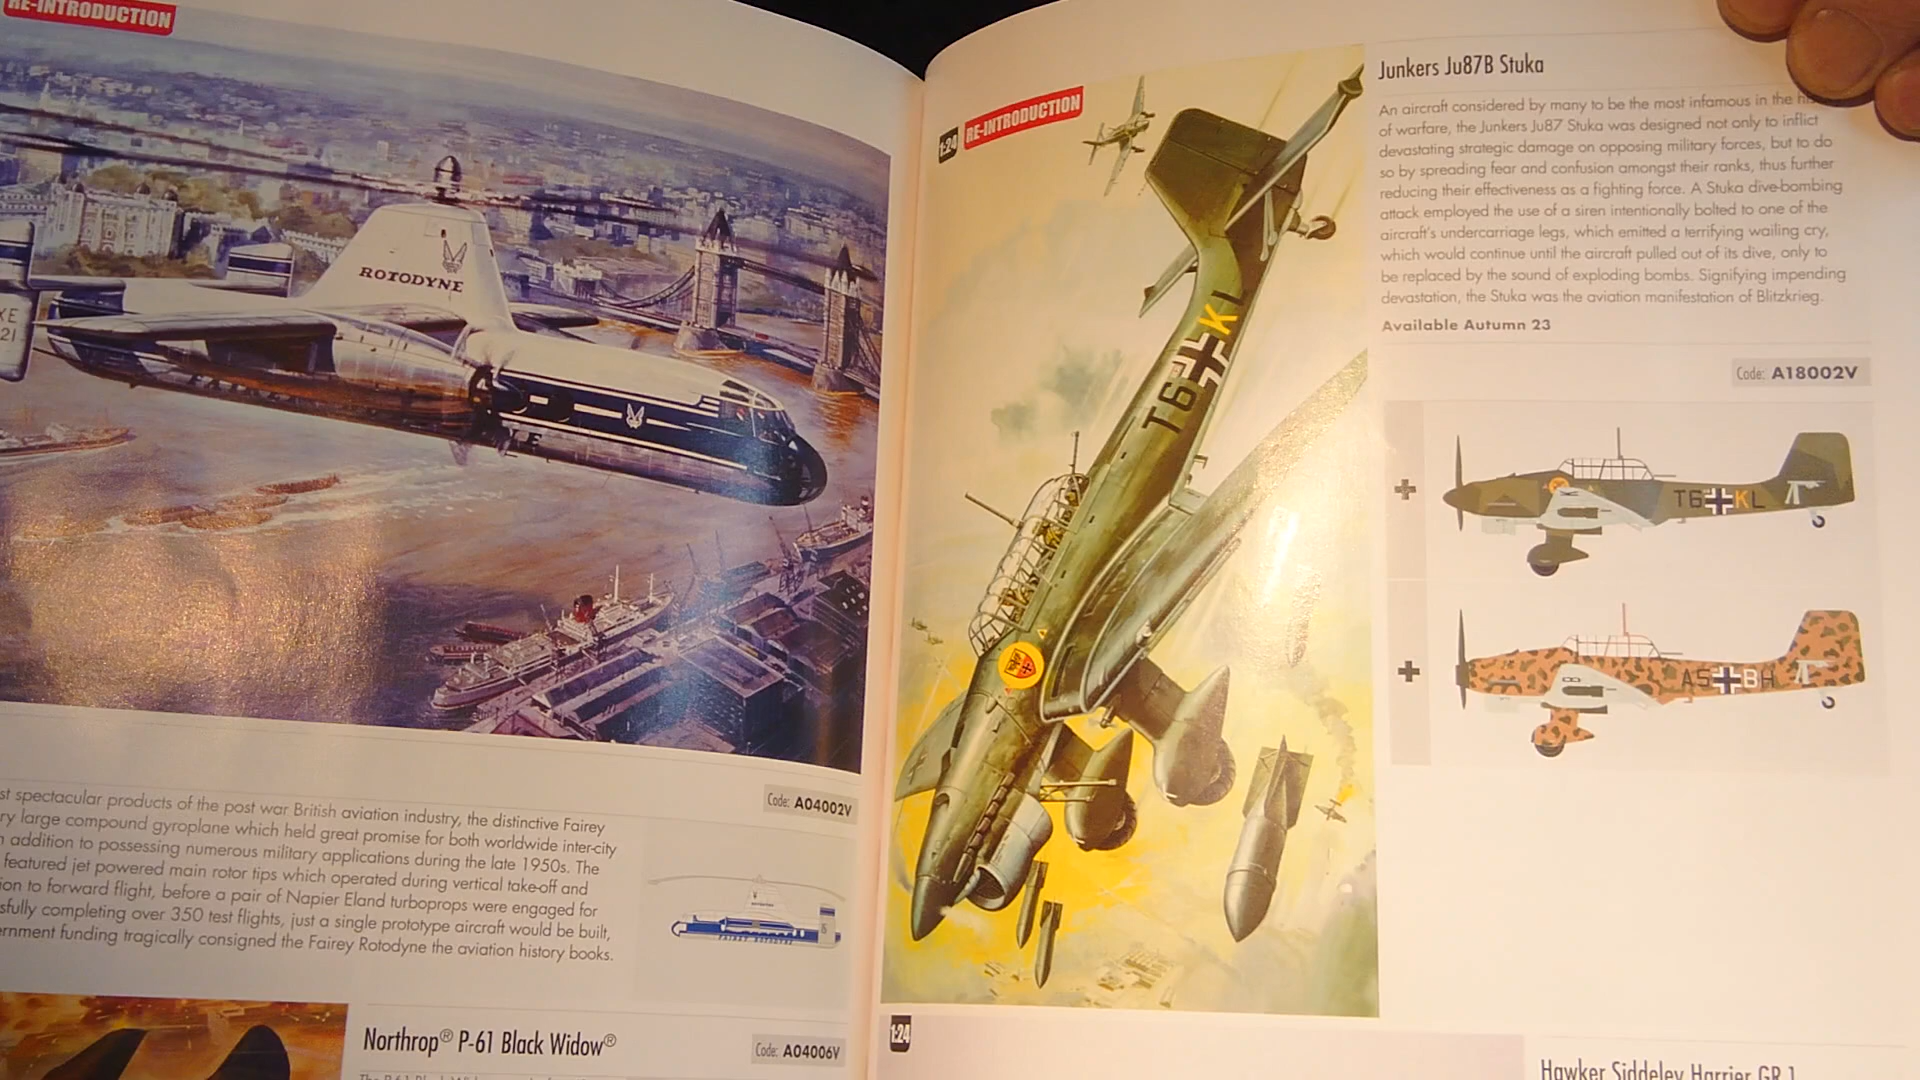 RE-INTRODUCTION
ROTODYNE
XE
21
Code: A04002V
st spectacular products of the post war British aviation industry, the distinctive Fairey
ry large compound gyroplane which held great promise for both worldwide inter-city
addition to possessing numerous military applications during the late 1950s. The
featured jet powered main rotor tips which operated during vertical take-off and
ion to forward flight, before a pair of Napier Eland turboprops were engaged for
sfully completing over 350 test flights, just a single prototype aircraft would be built,
ernment funding tragically consigned the Fairey Rotodyne the aviation history books.
Northrop® P-61 Black Widow®
Code: A04006V
1:24
RE-INTRODUCTION
T6 KL
Junkers Ju87B Stuka
An aircraft considered by many to be the most infamous in the
of warfare, the Junkers Ju87 Stuka was designed not only to inflict
devastating strategic damage on opposing military forces, but to do
so by spreading fear and confusion amongst their ranks, thus further
reducing their effectiveness as a fighting force. A Stuka dive-bombing
attack employed the use of a siren intentionally bolted to one of the
aircraft's undercarriage legs, which emitted a terrifying wailing cry,
which would continue until the aircraft pulled out of its dive, only to
be replaced by the sound of exploding bombs. Signifying impending
devastation, the Stuka was the aviation manifestation of Blitzkrieg.
Available Autumn 23
Code: A18002V
T6 KL
A5 BH
1:24
Hawker Siddeley Harrier GR.1